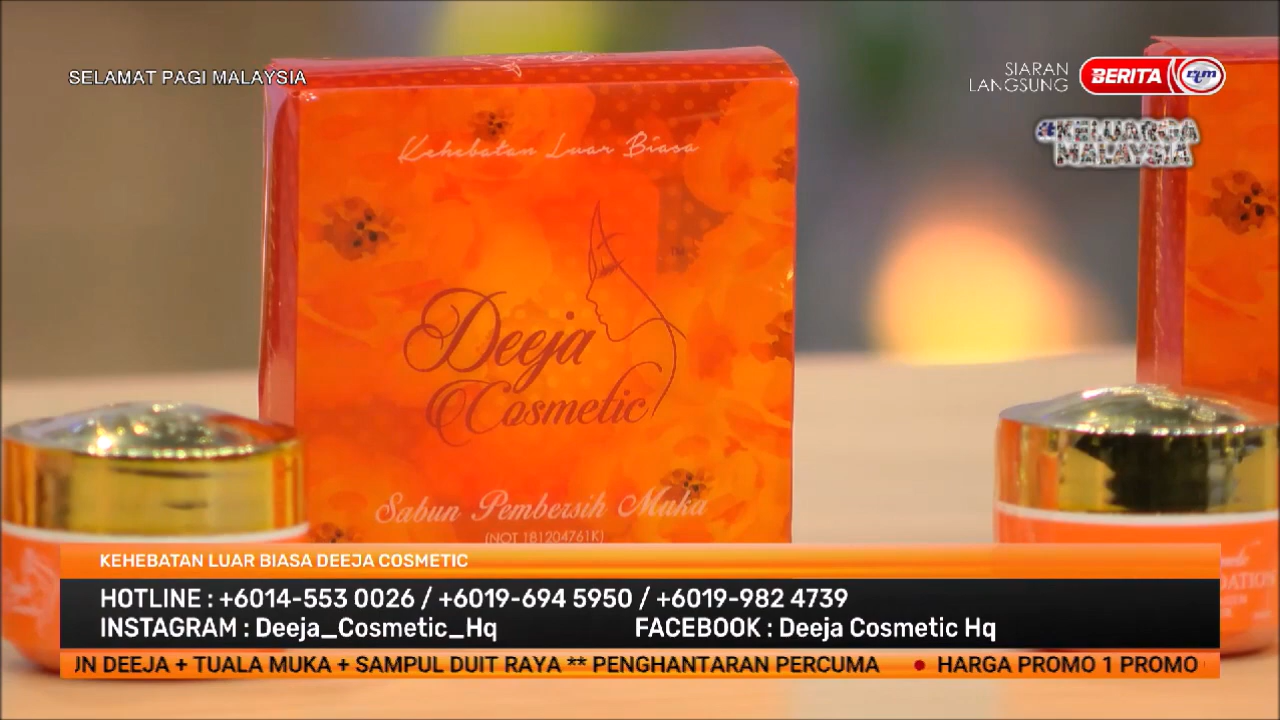 SELAMAT PAGI MALAYSIA
SIARAN
LANGSUNG
BERITA rtm
#KELUARGA
MALAYSIA
Kehebatan Luar Biasa
Deeja
Cosmetic
Sabun Pembersih Muka
(NOT 181204761K)
KEHEBATAN LUAR BIASA DEEJA COSMETIC
HOTLINE : +6014-553 0026 / +6019-694 5950 / +6019-982 4739
INSTAGRAM : Deeja_Cosmetic_Hq FACEBOOK : Deeja Cosmetic Hq
UN DEEJA + TUALA MUKA + SAMPUL DUIT RAYA ** PENGHANTARAN PERCUMA • HARGA PROMO 1 PROMO